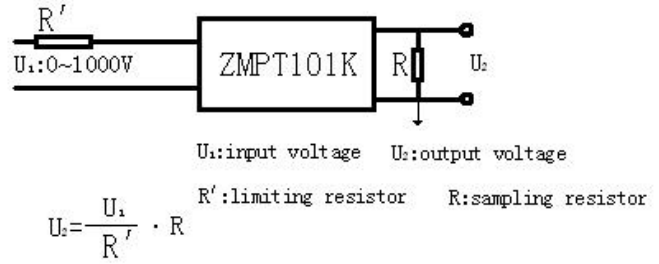 R'
U₁:0~1000V
ZMPT101K
R
U₂
U₁:input voltage U₂:output voltage
R':limiting resistor R:sampling resistor
U₂=U₁/R' · R